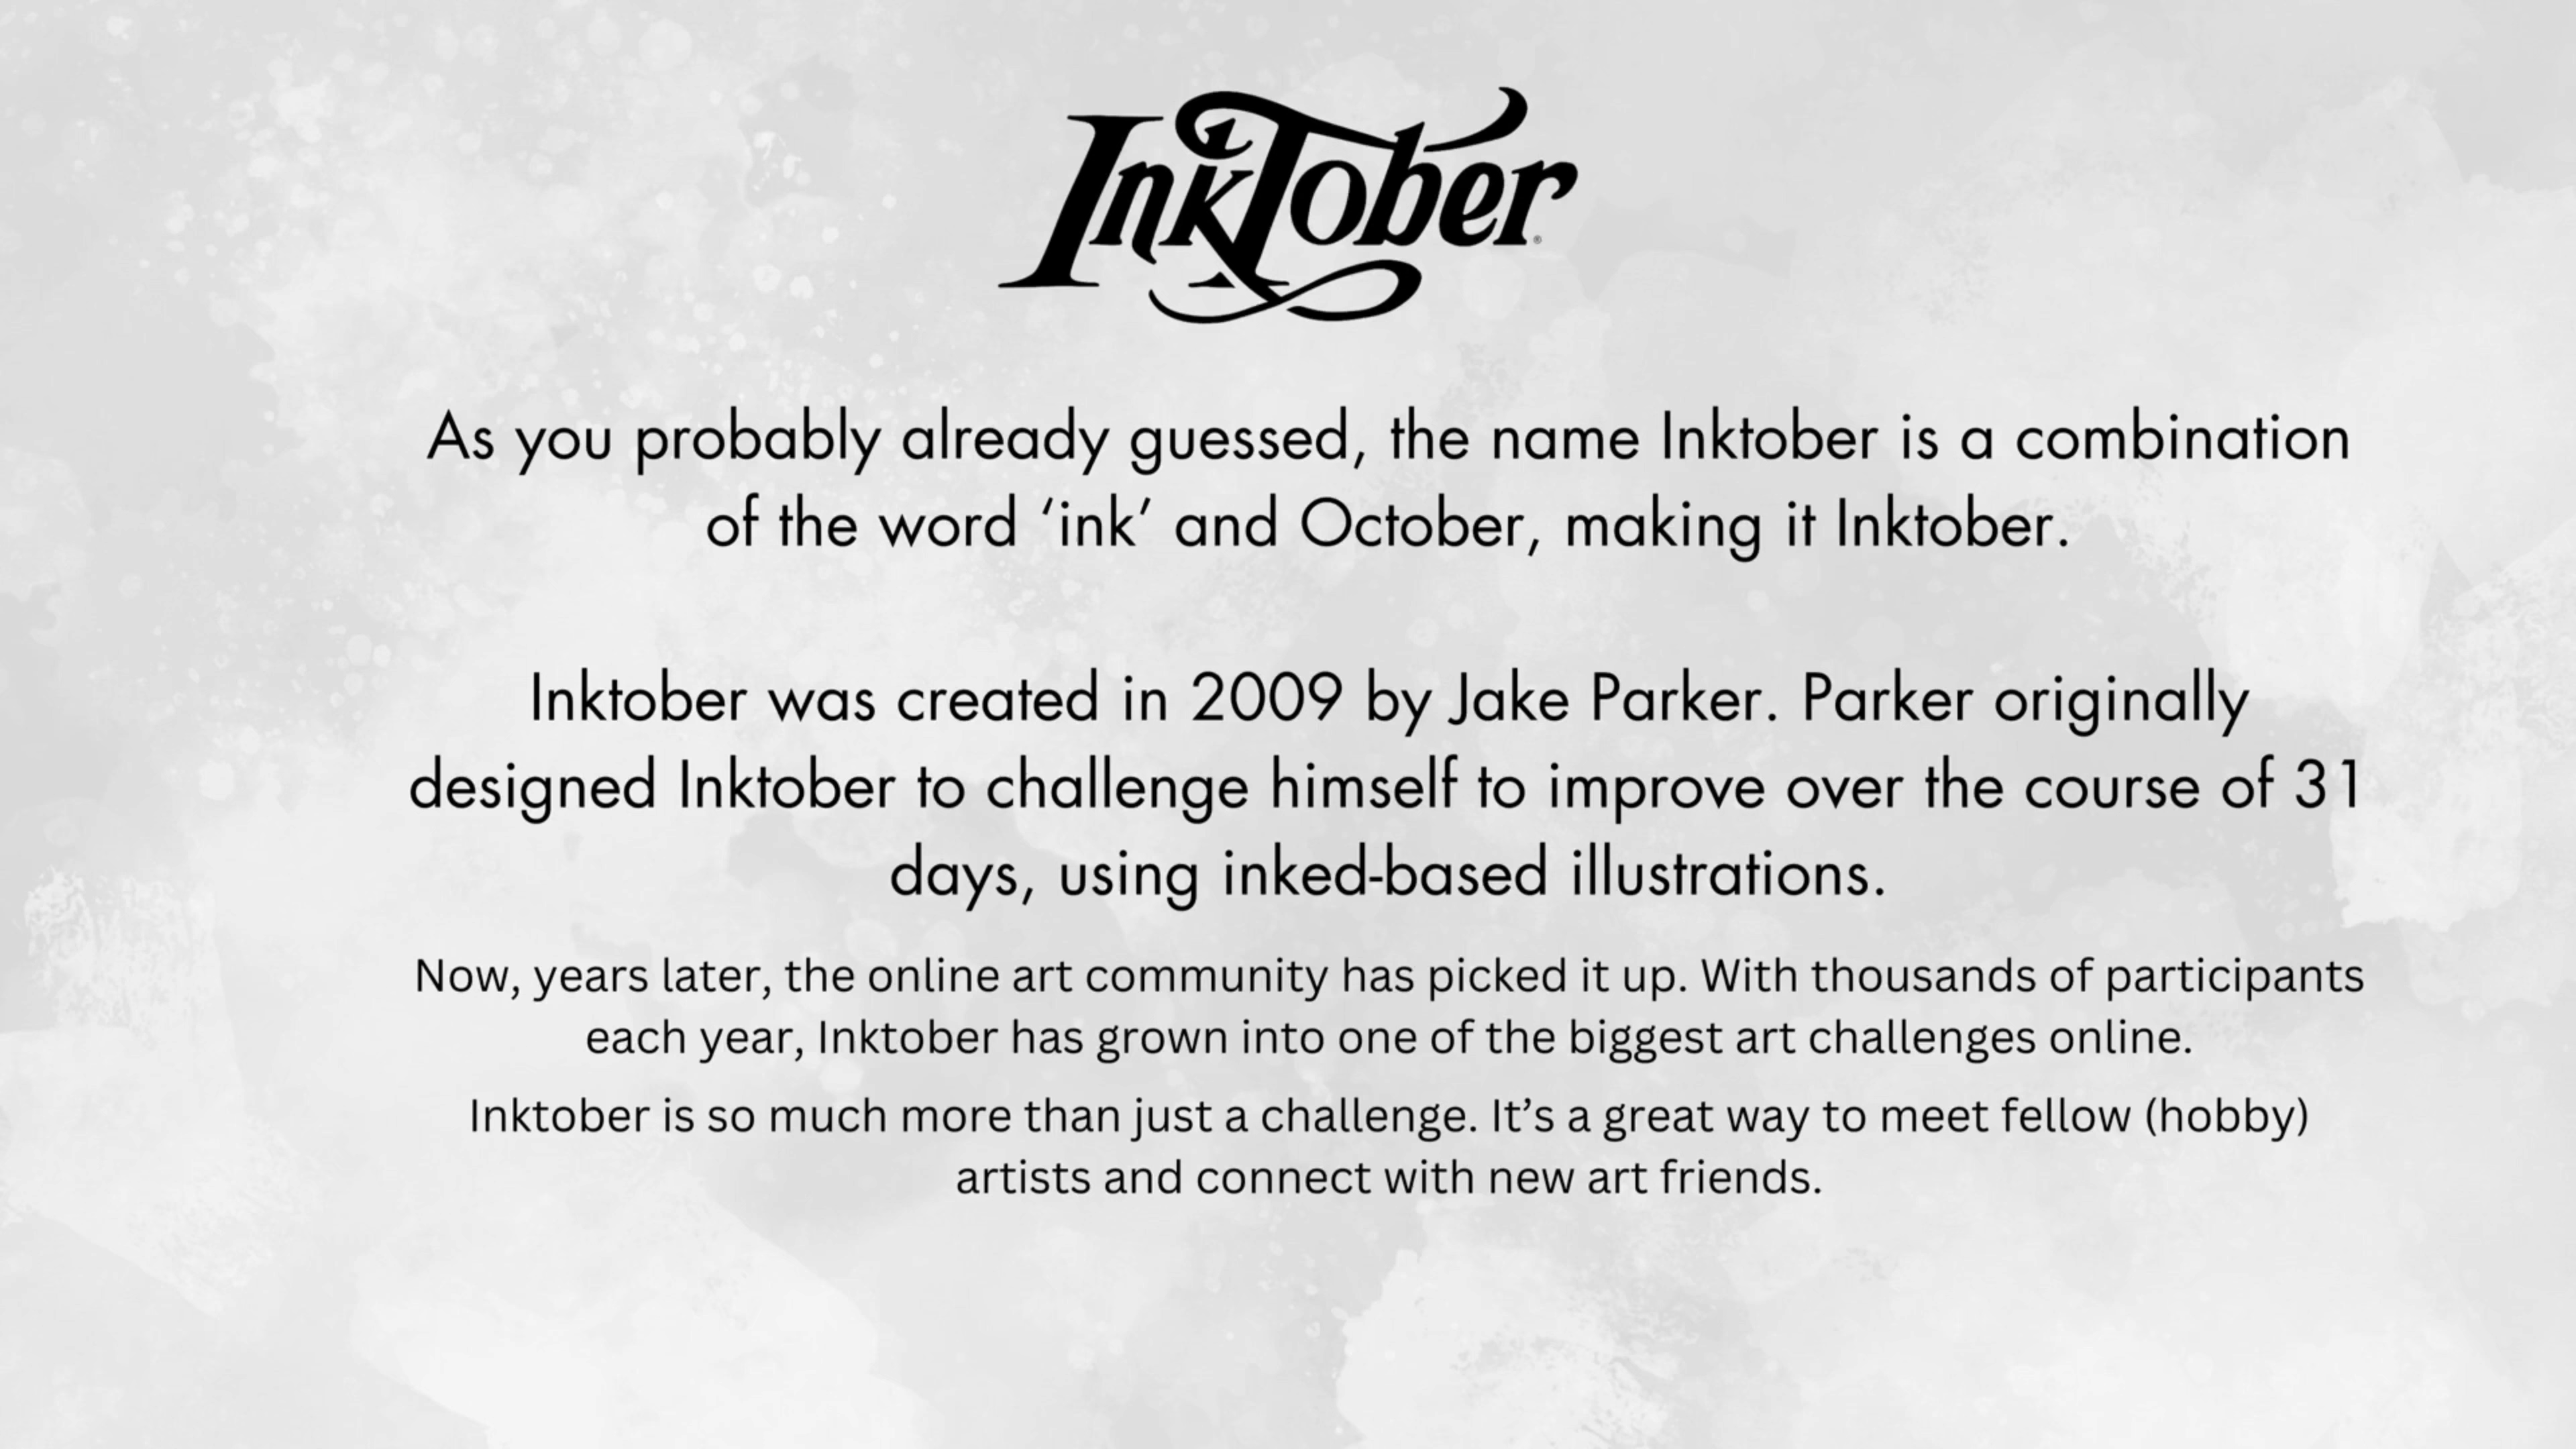 InkTober®
As you probably already guessed, the name Inktober is a combination
of the word ‘ink’ and October, making it Inktober.
Inktober was created in 2009 by Jake Parker. Parker originally
designed Inktober to challenge himself to improve over the course of 31
days, using inked-based illustrations.
Now, years later, the online art community has picked it up. With thousands of participants
each year, Inktober has grown into one of the biggest art challenges online.
Inktober is so much more than just a challenge. It’s a great way to meet fellow (hobby)
artists and connect with new art friends.